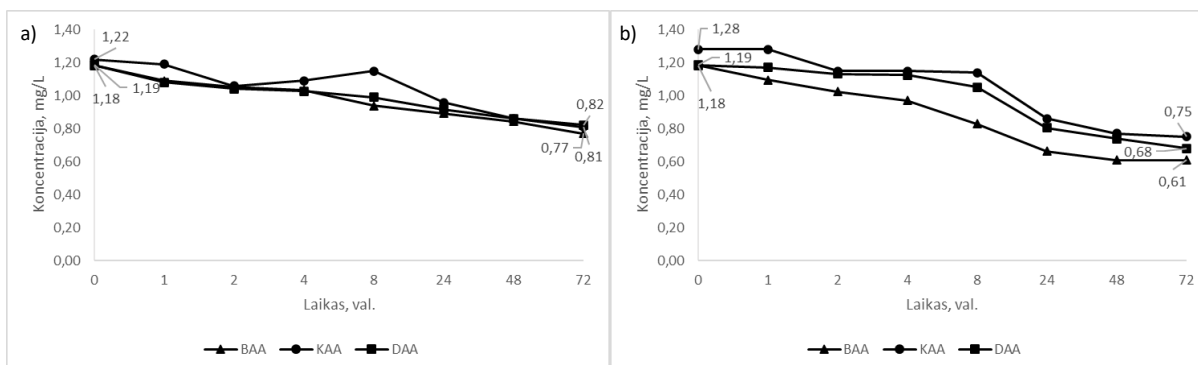 a)
Koncentracija, mg/L
1,40
1,20
1,00
0,80
0,60
0,40
0,20
0,00
1,22
1,18
1,19
0,82
0,77
0,81
0 1 2 4 8 24 48 72
Laikas, val.
BAA KAA DAA
b)
Koncentracija, mg/L
1,40
1,20
1,00
0,80
0,60
0,40
0,20
0,00
1,28
1,19
1,18
0,75
0,68
0,61
0 1 2 4 8 24 48 72
Laikas, val.
BAA KAA DAA